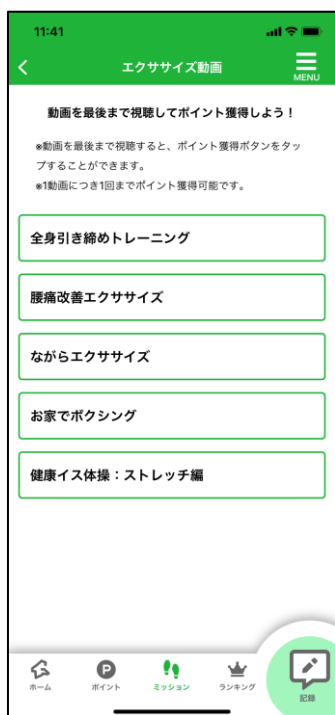 11:41
エクササイズ動画
MENU
動画を最後まで視聴してポイント獲得しよう！
※動画を最後まで視聴すると、ポイント獲得ボタンをタッ
プすることができます。
※1動画につき1回までポイント獲得可能です。
全身引き締めトレーニング
腰痛改善エクササイズ
ながらエクササイズ
お家でボクシング
健康イス体操：ストレッチ編
P
ホーム
ポイント
ミッション
ランキング
記録